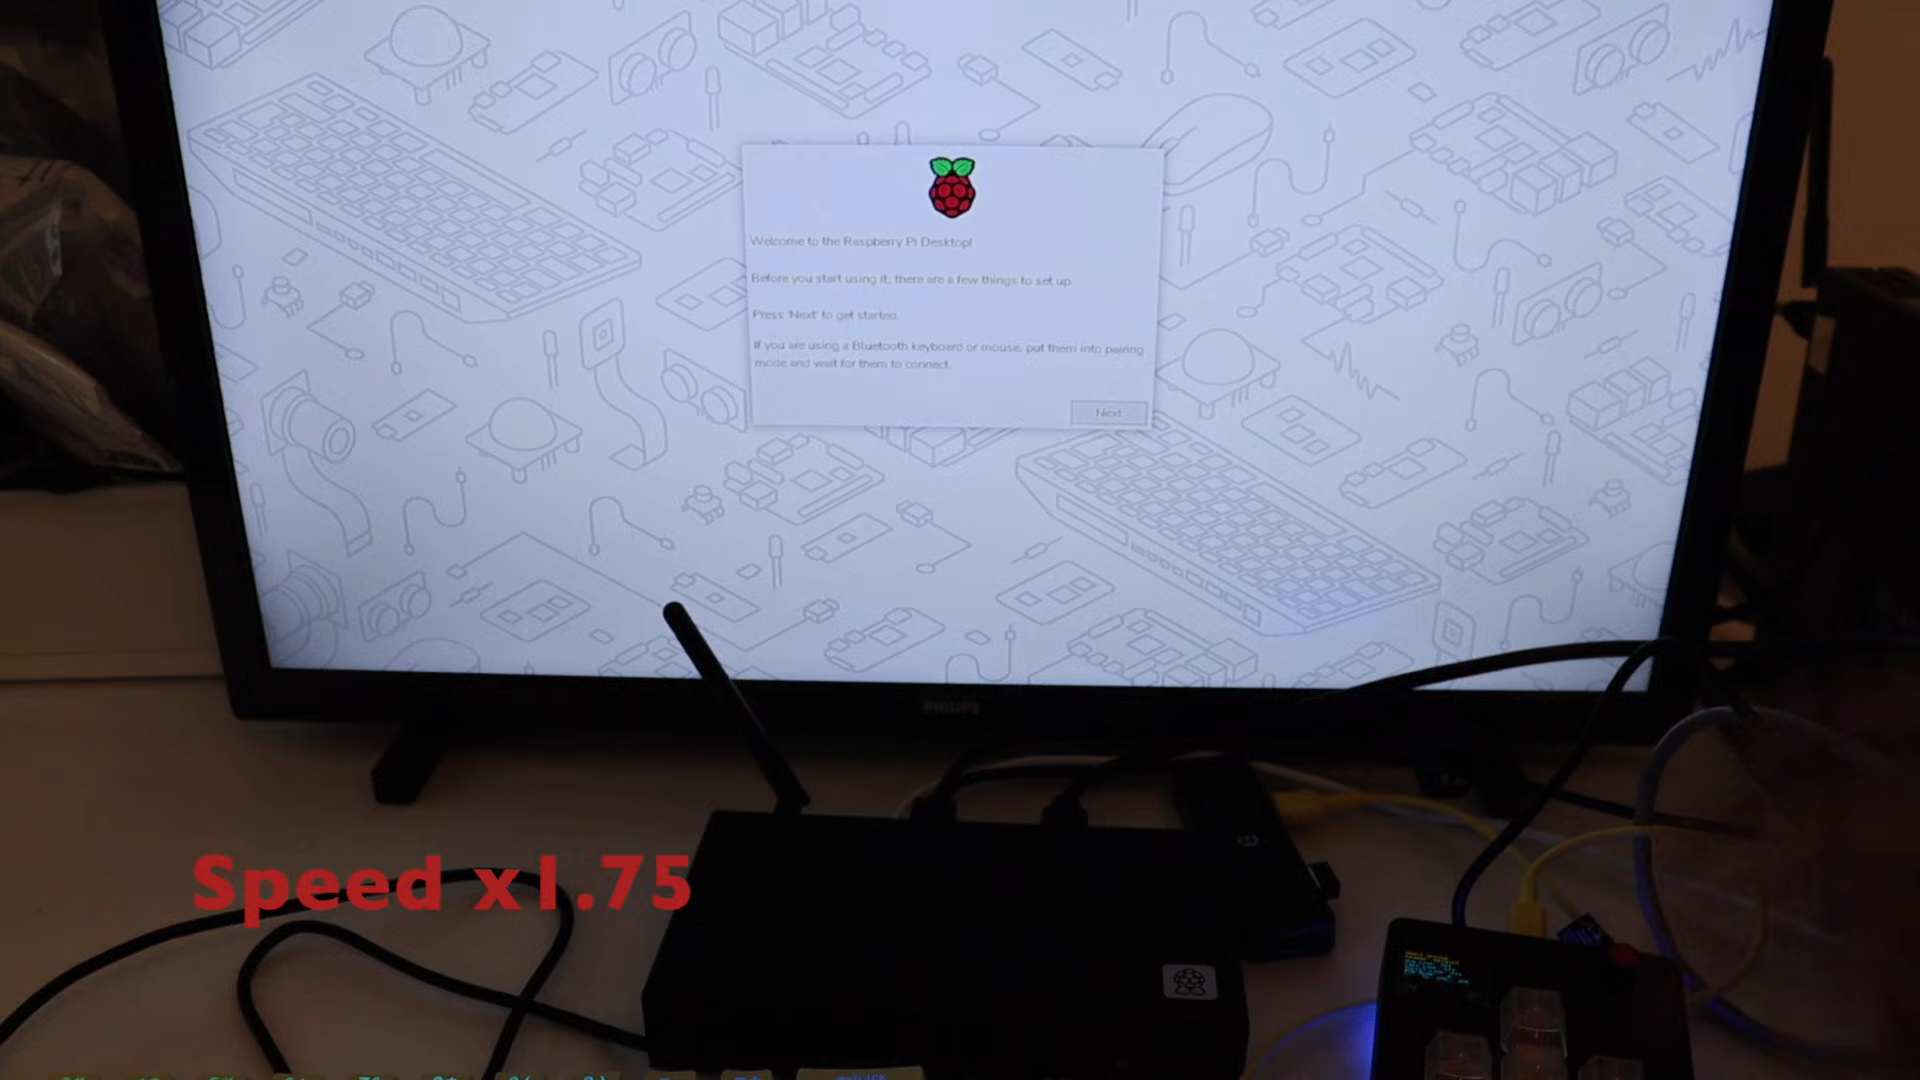 Welcome to the Raspberry Pi Desktop!
Before you start using it, there are a few things to set up.
Press 'Next' to get started.
If you are using a Bluetooth keyboard or mouse, put them into pairing
mode and wait for them to connect.
Next
PHILIPS
Speed x1.75